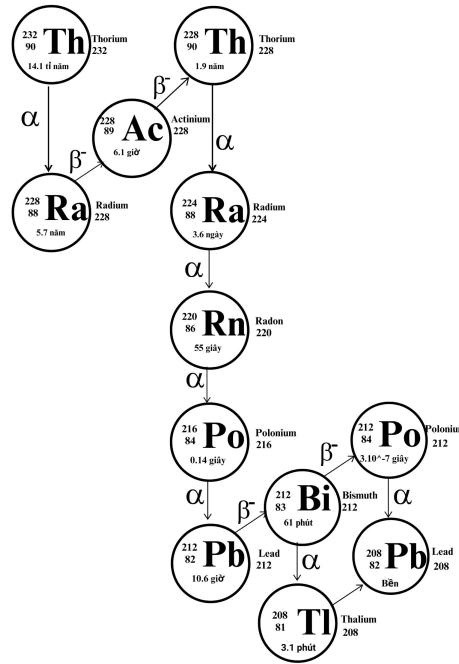 232
90
Th
14.1 tỉ năm
Thorium
232
228
90
Th
1.9 năm
Thorium
228
α
β-
β-
228
89
Ac
6.1 giờ
Actinium
228
α
228
88
Ra
5.7 năm
Radium
228
224
88
Ra
3.6 ngày
Radium
224
α
220
86
Rn
55 giây
Radon
220
α
216
84
Po
0.14 giây
Polonium
216
212
84
Po
3.10^-7 giây
Polonium
212
α
β-
β-
212
83
Bi
61 phút
Bismuth
212
α
212
82
Pb
10.6 giờ
Lead
212
α
208
82
Pb
Bền
Lead
208
208
81
Tl
3.1 phút
Thalium
208